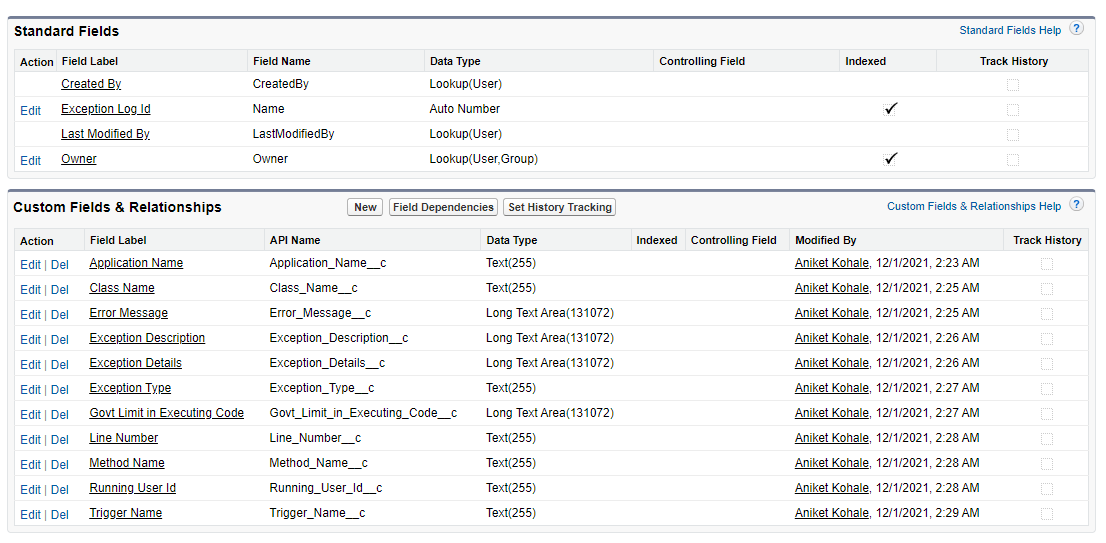 Standard Fields Standard Fields Help ?
Action Field Label Field Name Data Type Controlling Field Indexed Track History
Created By CreatedBy Lookup(User)
Edit Exception Log Id Name Auto Number
Last Modified By LastModifiedBy Lookup(User)
Edit Owner Owner Lookup(User,Group)
Custom Fields & Relationships New Field Dependencies Set History Tracking Custom Fields & Relationships Help ?
Action Field Label API Name Data Type Indexed Controlling Field Modified By Track History
Edit | Del Application Name Application_Name__c Text(255) Aniket Kohale, 12/1/2021, 2:23 AM
Edit | Del Class Name Class_Name__c Text(255) Aniket Kohale, 12/1/2021, 2:25 AM
Edit | Del Error Message Error_Message__c Long Text Area(131072) Aniket Kohale, 12/1/2021, 2:25 AM
Edit | Del Exception Description Exception_Description__c Long Text Area(131072) Aniket Kohale, 12/1/2021, 2:26 AM
Edit | Del Exception Details Exception_Details__c Long Text Area(131072) Aniket Kohale, 12/1/2021, 2:26 AM
Edit | Del Exception Type Exception_Type__c Text(255) Aniket Kohale, 12/1/2021, 2:27 AM
Edit | Del Govt Limit in Executing Code Govt_Limit_in_Executing_Code__c Long Text Area(131072) Aniket Kohale, 12/1/2021, 2:27 AM
Edit | Del Line Number Line_Number__c Text(255) Aniket Kohale, 12/1/2021, 2:28 AM
Edit | Del Method Name Method_Name__c Text(255) Aniket Kohale, 12/1/2021, 2:28 AM
Edit | Del Running User Id Running_User_Id__c Text(255) Aniket Kohale, 12/1/2021, 2:28 AM
Edit | Del Trigger Name Trigger_Name__c Text(255) Aniket Kohale, 12/1/2021, 2:29 AM